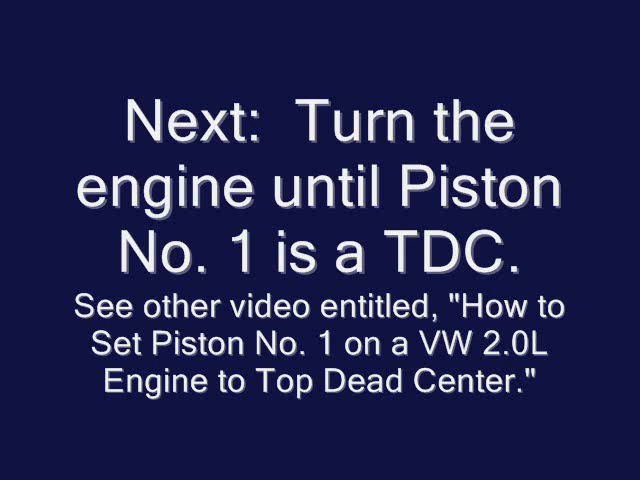 Next:  Turn the
engine until Piston
No. 1 is a TDC.
See other video entitled, "How to
Set Piston No. 1 on a VW 2.0L
Engine to Top Dead Center."